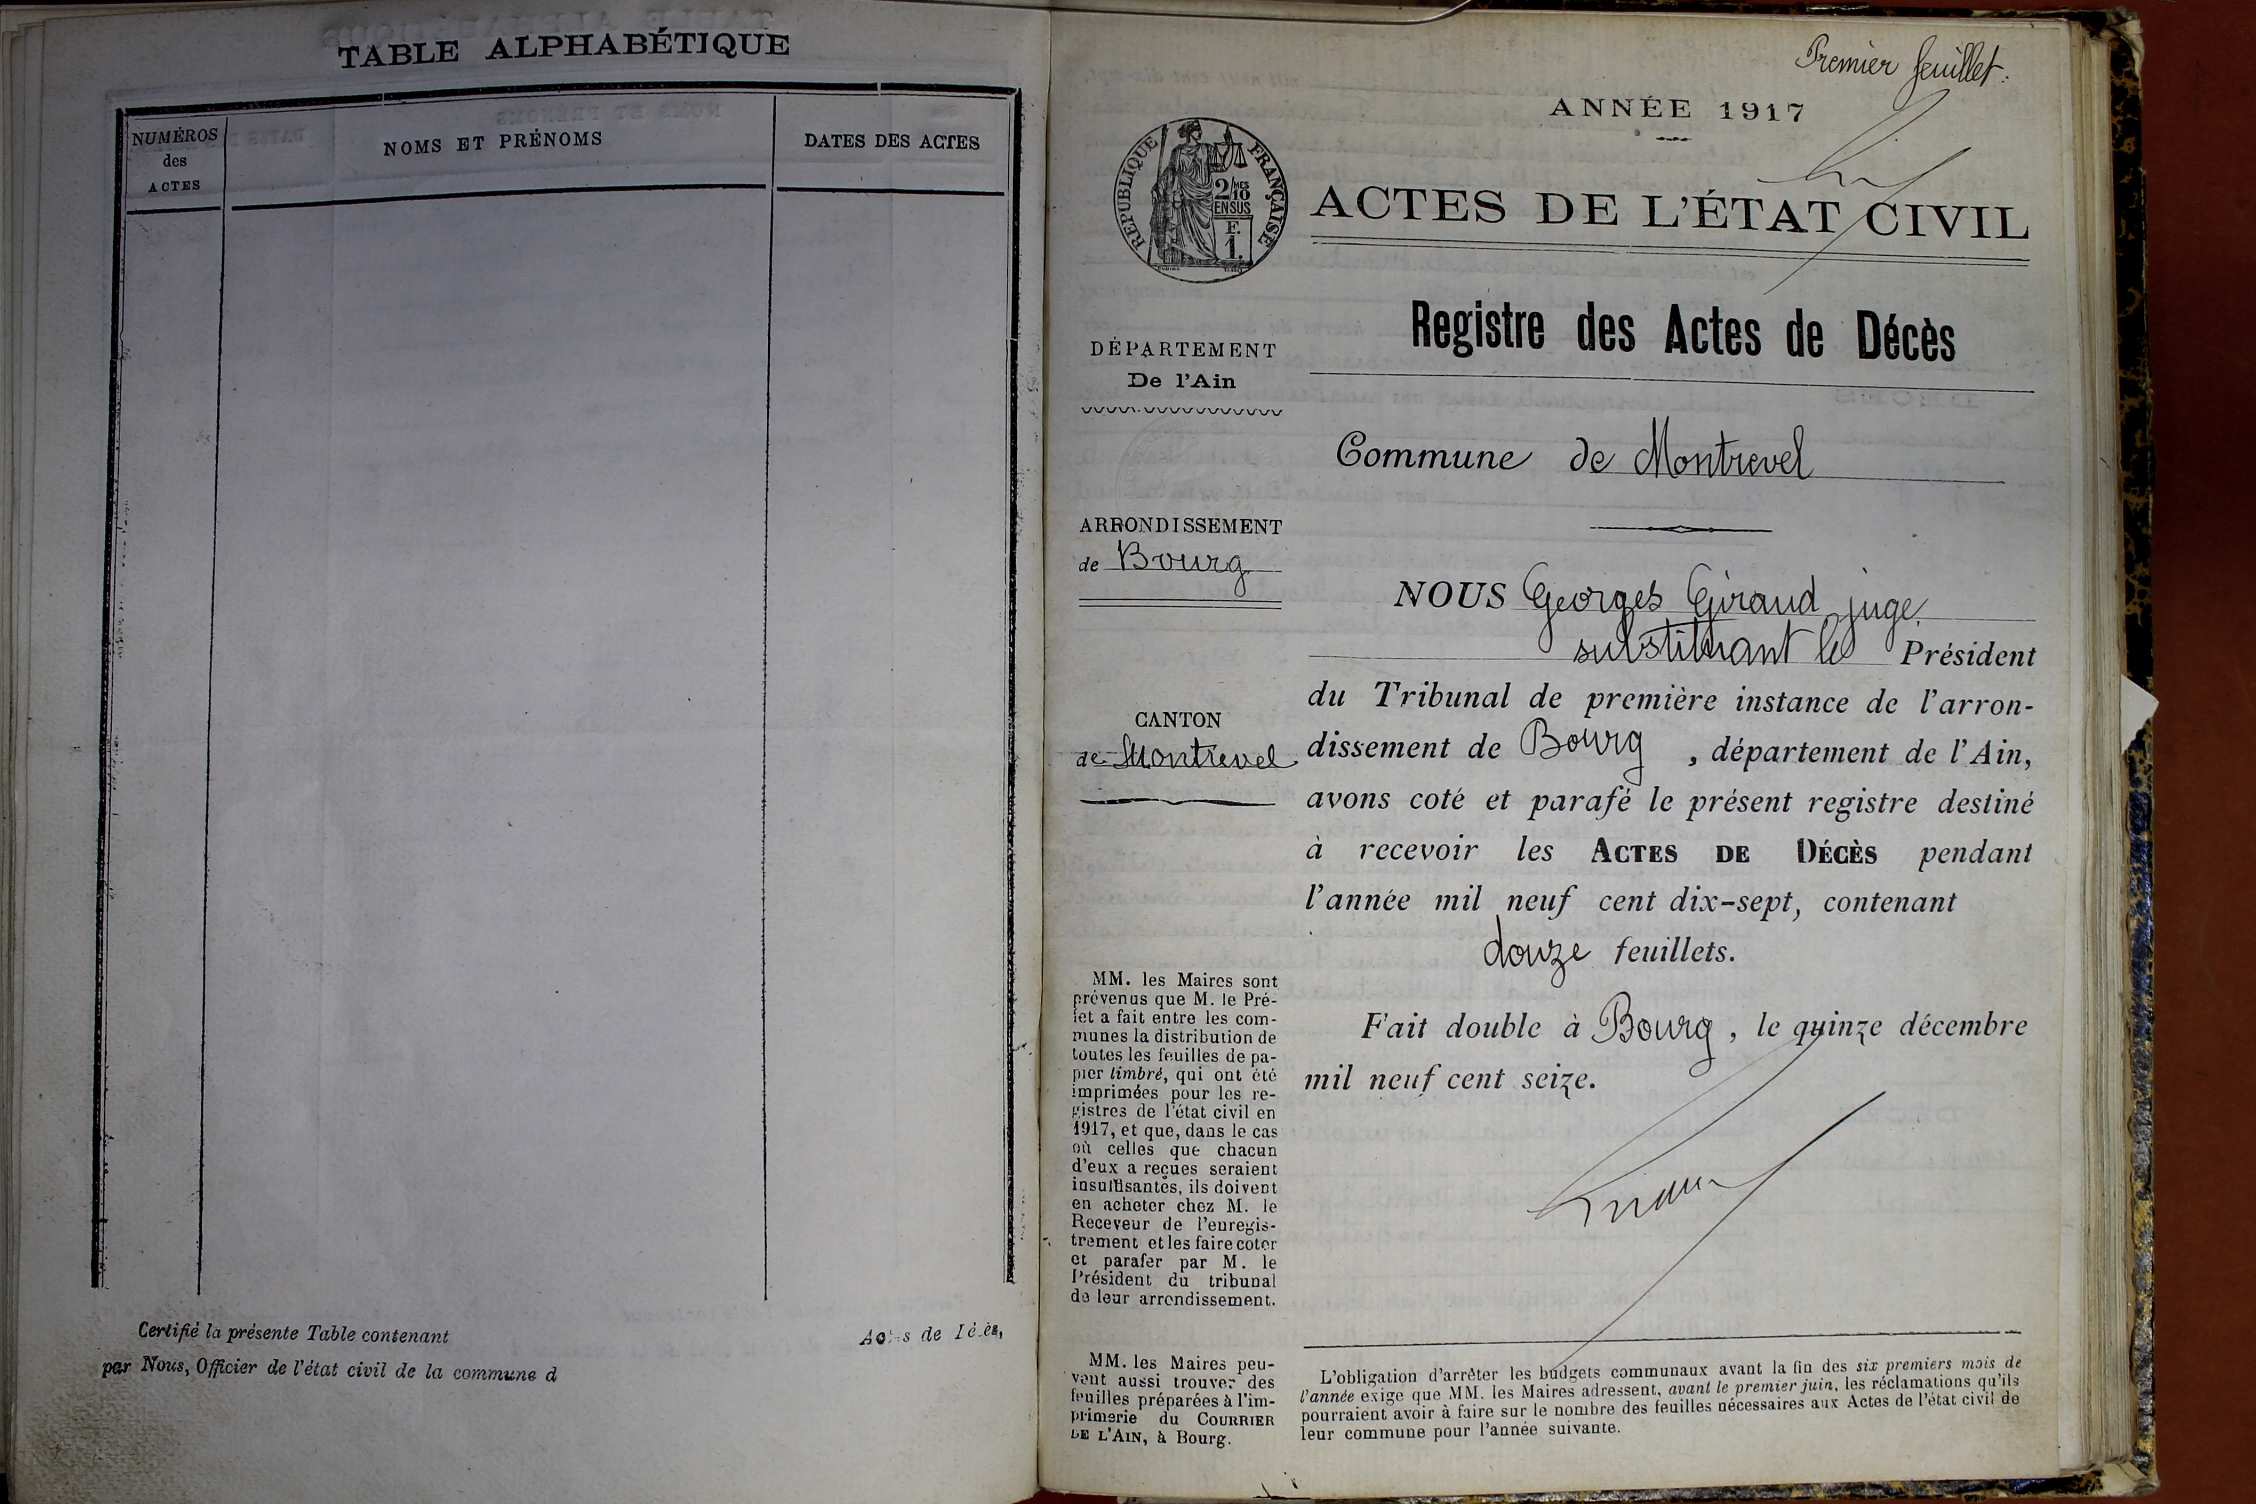 TABLE ALPHABÉTIQUE
NUMÉROS
des
ACTES
NOMS ET PRÉNOMS
DATES DES ACTES
Certifié la présente Table contenant Actes de Décès,
par Nous, Officier de l'état civil de la commune d
Premier feuillet.
ANNÉE 1917
RÉPUBLIQUE FRANÇAISE
2/10 MES
EN SUS
F.
1.
ACTES DE L'ÉTAT CIVIL
Registre des Actes de Décès
DÉPARTEMENT
De l'Ain
Commune de Montrevel
ARRONDISSEMENT
de Bourg
CANTON
de Montrevel
MM. les Maires sont
prévenus que M. le Pré-
fet a fait entre les com-
munes la distribution de
toutes les feuilles de pa-
pier timbré, qui ont été
imprimées pour les re-
gistres de l'état civil en
1917, et que, dans le cas
où celles que chacun
d'eux a reçues seraient
insuffisantes, ils doivent
en acheter chez M. le
Receveur de l'enregis-
trement et les faire coter
et parafer par M. le
Président du tribunal
de leur arrondissement.
MM. les Maires peu-
vent aussi trouver des
feuilles préparées à l'im-
primerie du COURRIER
DE L'AIN, à Bourg.
NOUS Georges Giraud juge
substituant le Président
du Tribunal de première instance de l'arron-
dissement de Bourg , département de l'Ain,
avons coté et parafé le présent registre destiné
à recevoir les ACTES DE DÉCÈS pendant
l'année mil neuf cent dix-sept, contenant
douze feuillets.
Fait double à Bourg, le quinze décembre
mil neuf cent seize.
L'obligation d'arrêter les budgets communaux avant la fin des six premiers mois de
l'année exige que MM. les Maires adressent, avant le premier juin, les réclamations qu'ils
pourraient avoir à faire sur le nombre des feuilles nécessaires aux Actes de l'état civil de
leur commune pour l'année suivante.